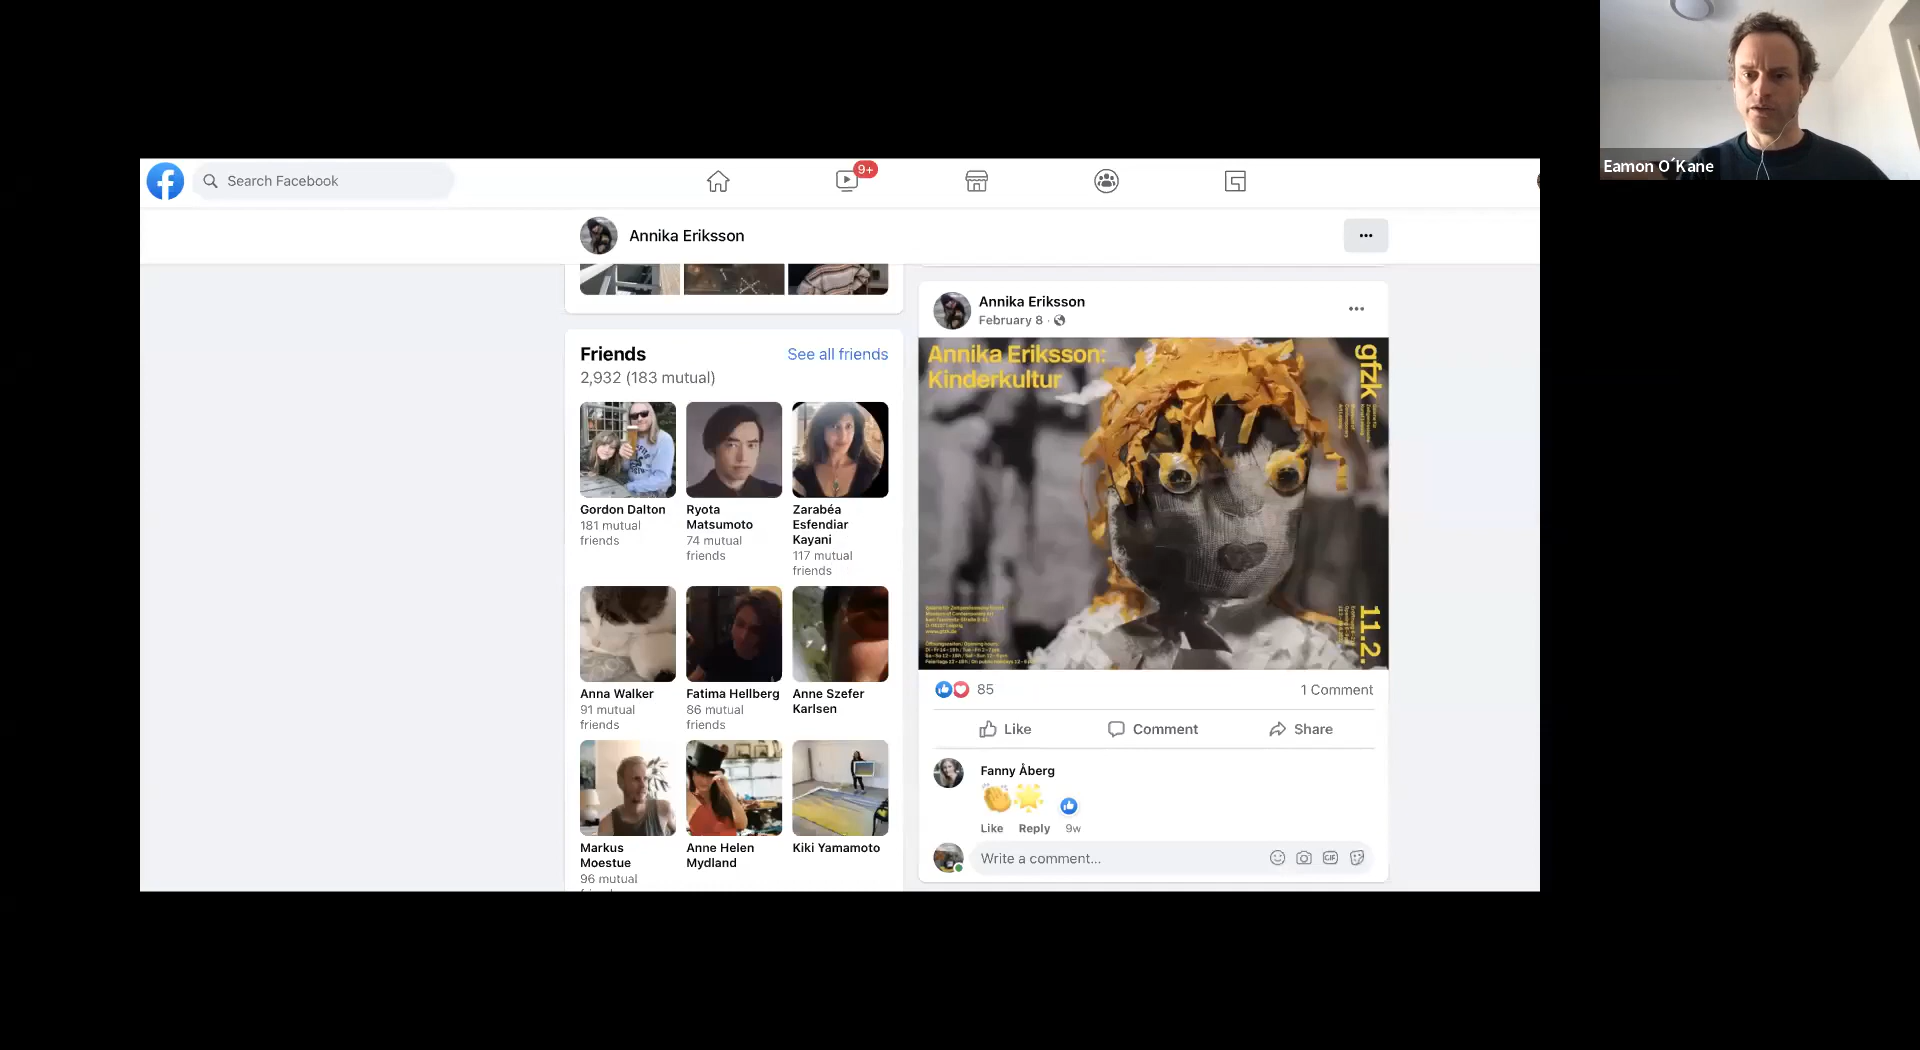 Eamon O´Kane
Search Facebook
9+
Annika Eriksson
Friends
See all friends
2,932 (183 mutual)
Gordon Dalton
181 mutual
friends
Ryota
Matsumoto
74 mutual
friends
Zarabéa
Esfendiar
Kayani
117 mutual
friends
Anna Walker
91 mutual
friends
Fatima Hellberg
86 mutual
friends
Anne Szefer
Karlsen
Markus
Moestue
96 mutual
Anne Helen
Mydland
Kiki Yamamoto
Annika Eriksson
February 8
Annika Eriksson:
Kinderkultur
gfzk
11.2.
85
1 Comment
Like
Comment
Share
Fanny Åberg
Like Reply 9w
Write a comment...
GIF